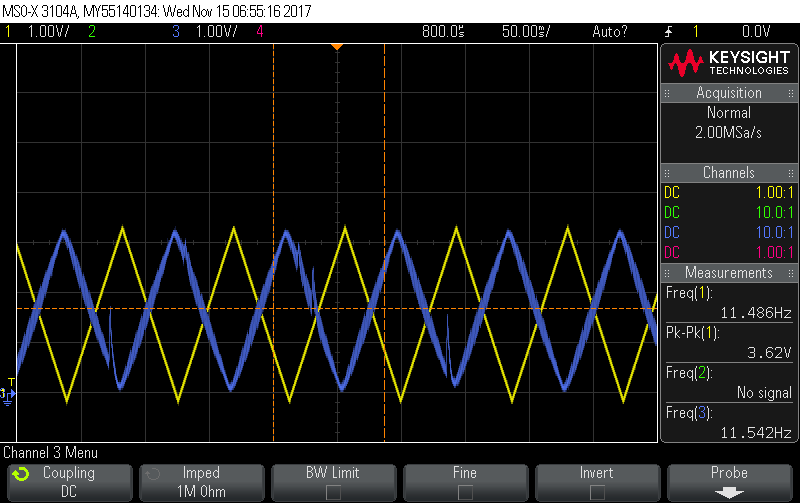 MSO-X 3104A, MY55140134: Wed Nov 15 06:55:16 2017
1 1.00V/ 2 3 1.00V/ 4 800.0s 50.00s/ Auto? 1 0.0V
KEYSIGHT
TECHNOLOGIES
Acquisition
Normal
2.00MSa/s
Channels
DC 1.00:1
DC 10.0:1
DC 10.0:1
DC 1.00:1
Measurements
Freq(1):
11.486Hz
Pk-Pk(1):
3.62V
Freq(2):
No signal
Freq(3):
11.542Hz
T
3
Channel 3 Menu
Coupling
DC
Imped
1M Ohm
BW Limit
Fine
Invert
Probe